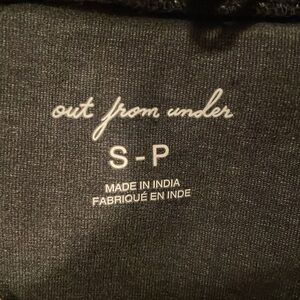 out from under
S - P
MADE IN INDIA
FABRIQUÉ EN INDE